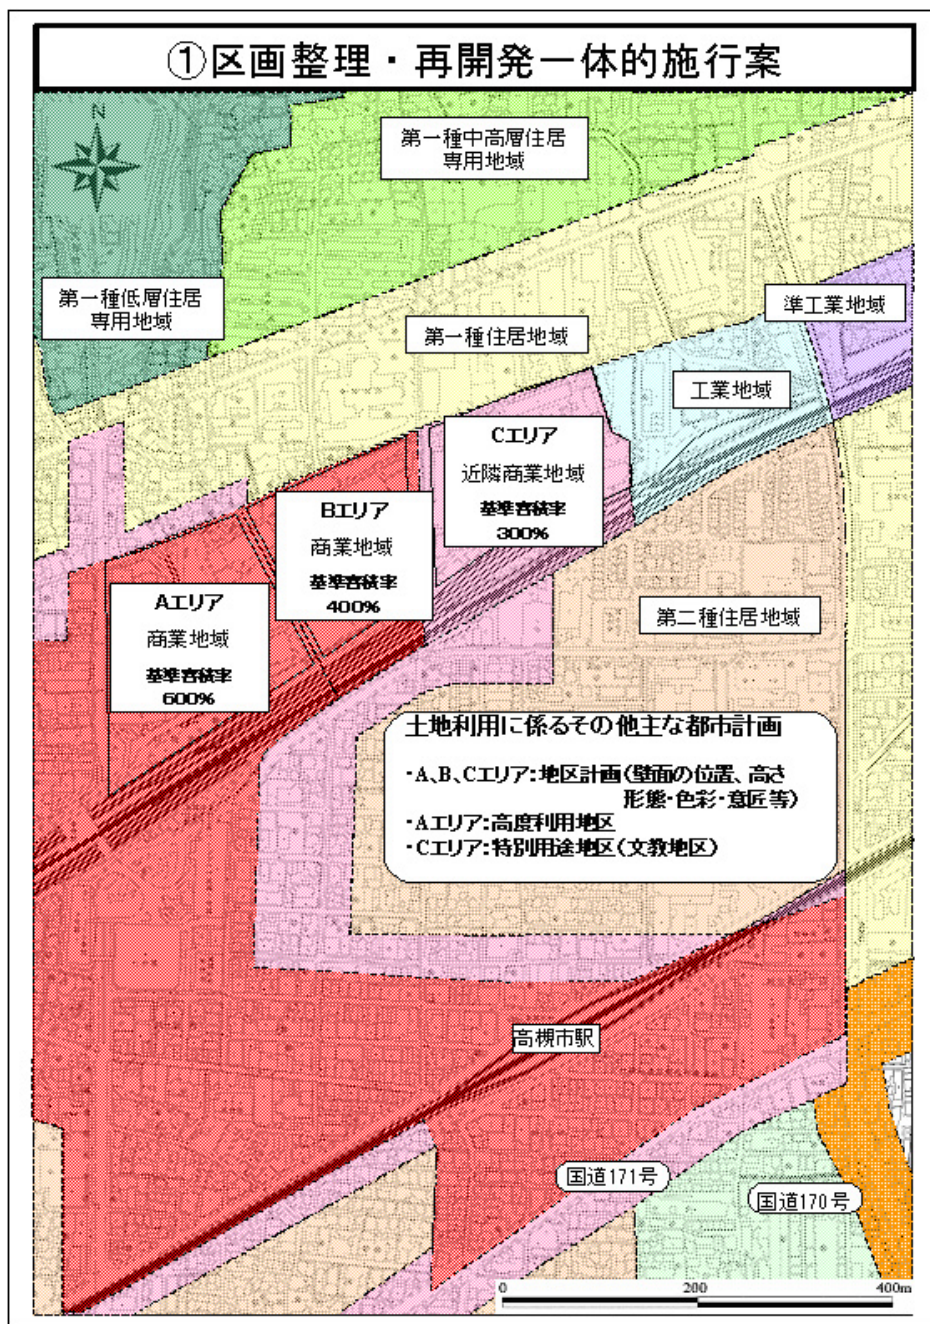 ①区画整理・再開発一体的施行案
N
第一種中高層住居
専用地域
第一種低層住居
専用地域
第一種住居地域
準工業地域
工業地域
Cエリア
近隣商業地域
基準容積率
300%
Bエリア
商業地域
基準容積率
400%
Aエリア
商業地域
基準容積率
600%
第二種住居地域
土地利用に係るその他主な都市計画
・A、B、Cエリア:地区計画(壁面の位置、高さ
形態・色彩・意匠等)
・Aエリア:高度利用地区
・Cエリア:特別用途地区(文教地区)
高槻市駅
国道171号
国道170号
0 200 400m